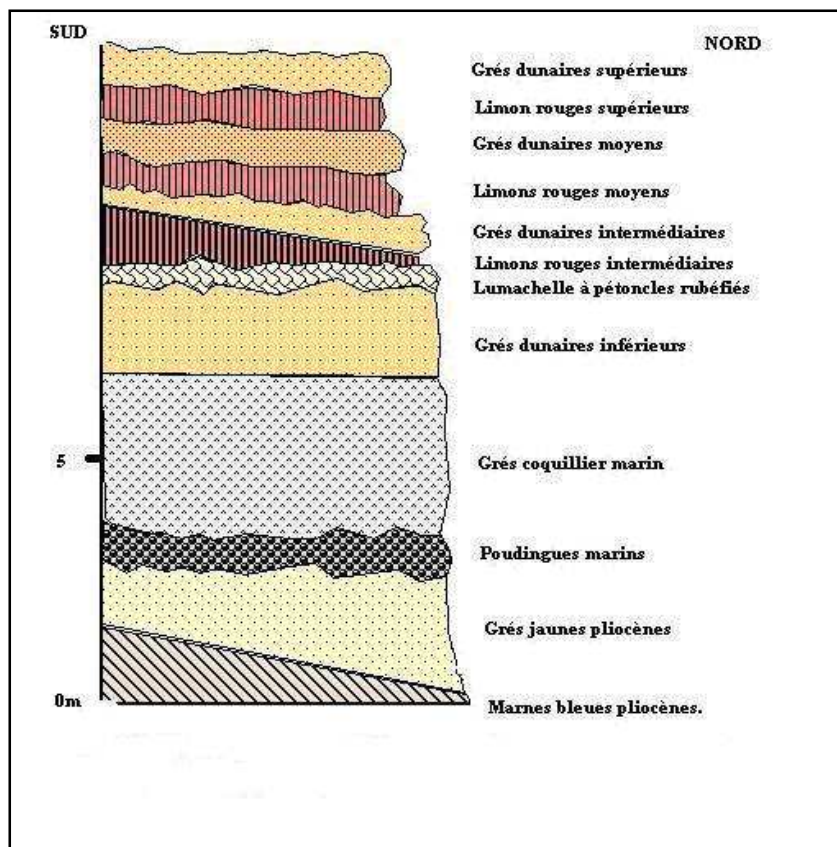 SUD
NORD
Grés dunaires supérieurs
Limon rouges supérieurs
Grés dunaires moyens
Limons rouges moyens
Grés dunaires intermédiaires
Limons rouges intermédiaires
Lumachelle à pétoncles rubéfiés
Grés dunaires inférieurs
5
Grés coquillier marin
Poudingues marins
Grés jaunes pliocènes
0m
Marnes bleues pliocènes.